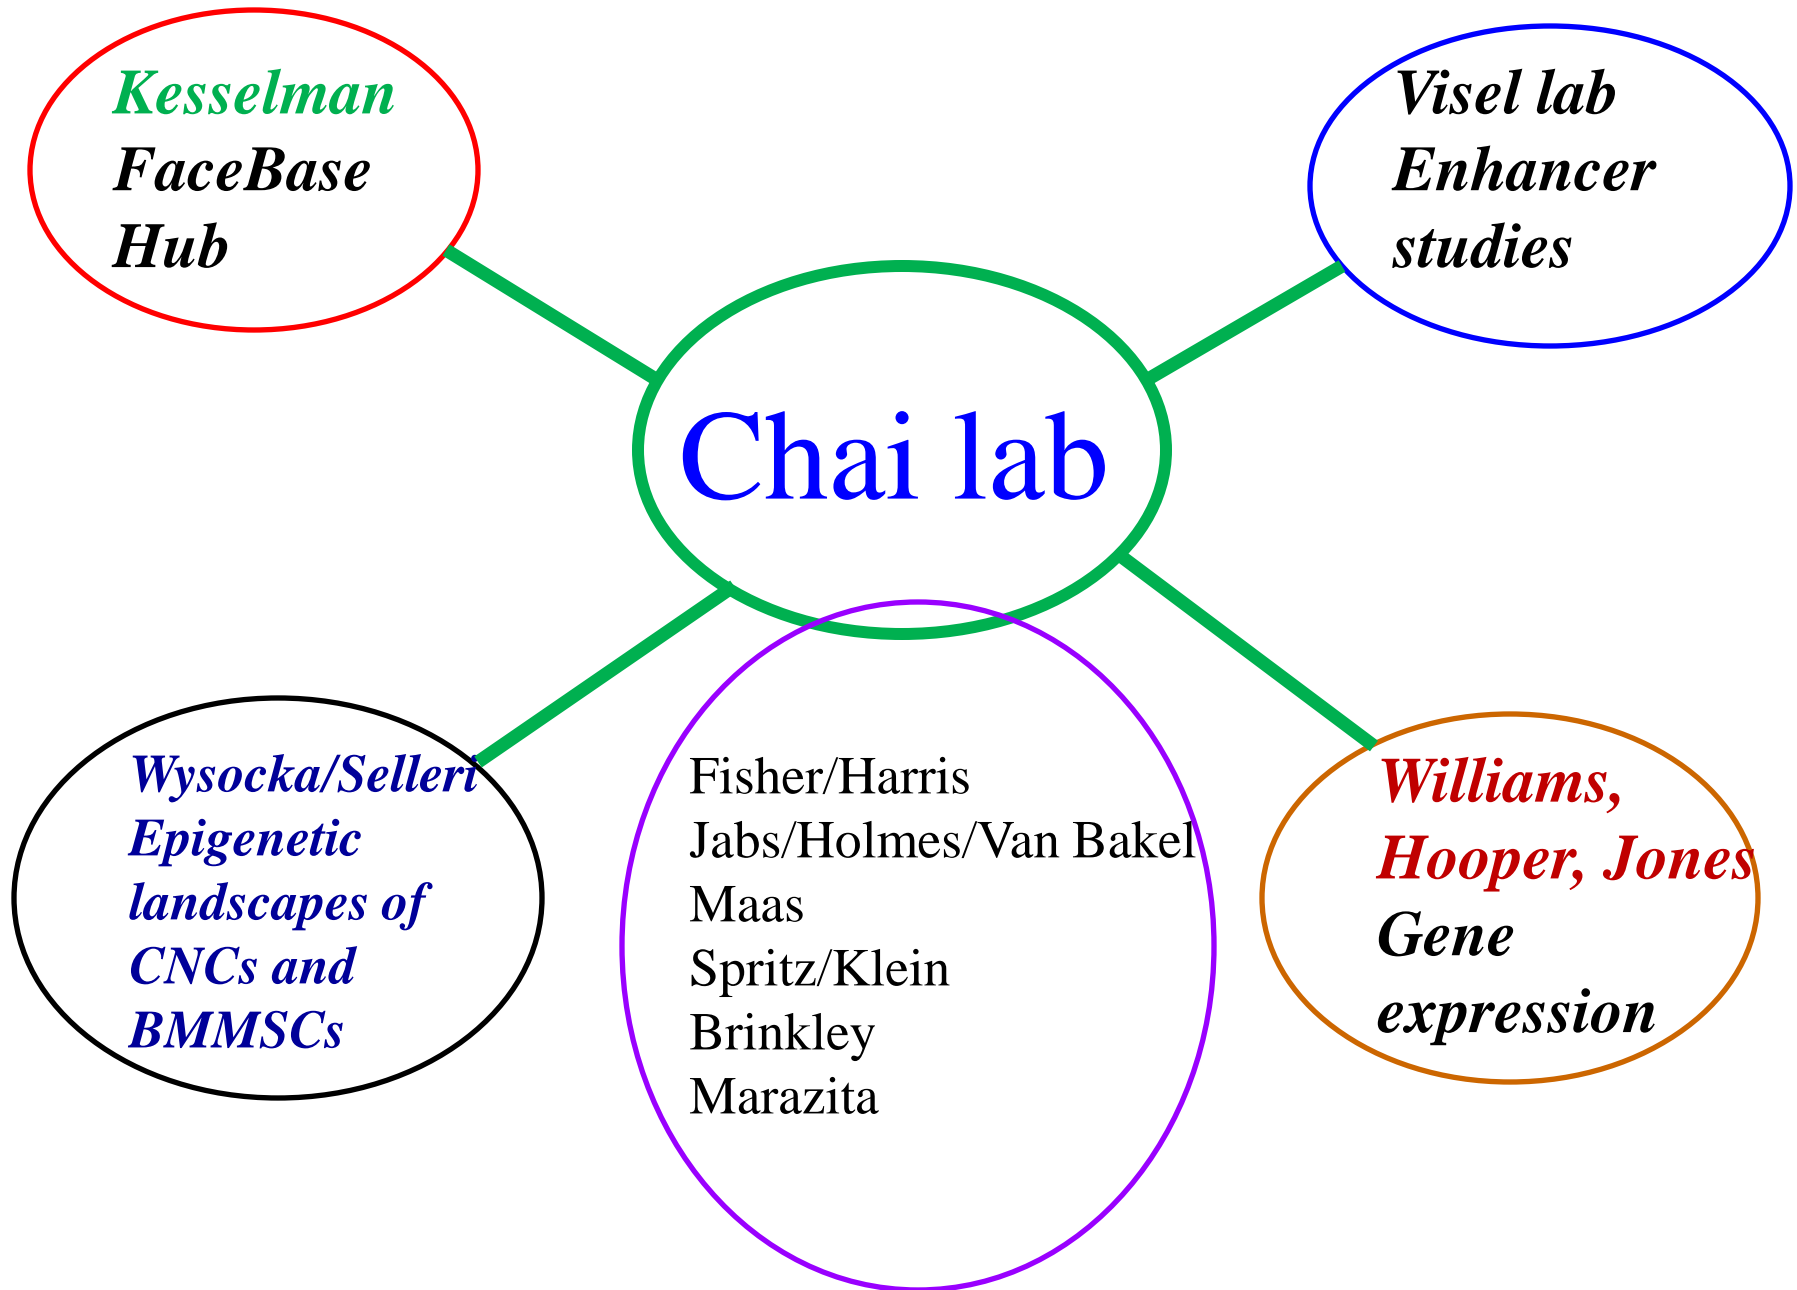 Kesselman
FaceBase
Hub
Visel lab
Enhancer
studies
Chai lab
Wysocka/Selleri
Epigenetic
landscapes of
CNCs and
BMMSCs
Fisher/Harris
Jabs/Holmes/Van Bakel
Maas
Spritz/Klein
Brinkley
Marazita
Williams,
Hooper, Jones
Gene
expression